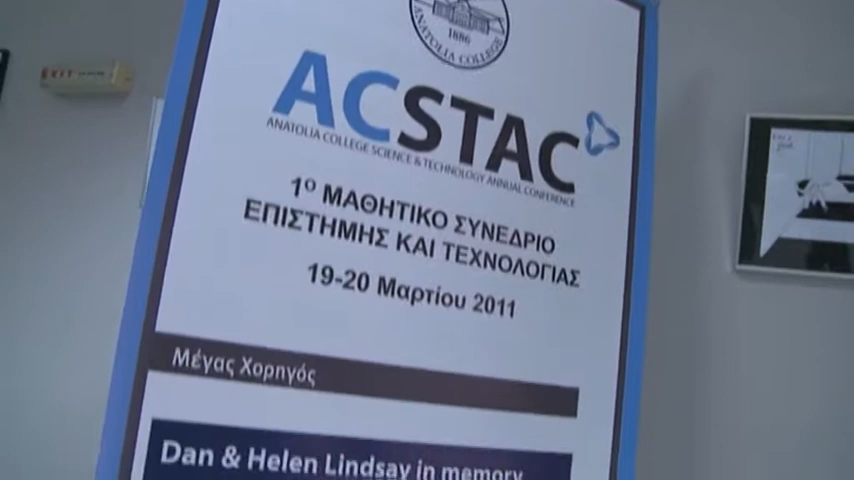 EXIT
1886
ANATOLIA COLLEGE
ACSTAC
ANATOLIA COLLEGE SCIENCE & TECHNOLOGY ANNUAL CONFERENCE
1ο ΜΑΘΗΤΙΚΟ ΣΥΝΕΔΡΙΟ
ΕΠΙΣΤΗΜΗΣ ΚΑΙ ΤΕΧΝΟΛΟΓΙΑΣ
19-20 Μαρτίου 2011
Μέγας Χορηγός
Dan & Helen Lindsay in memory